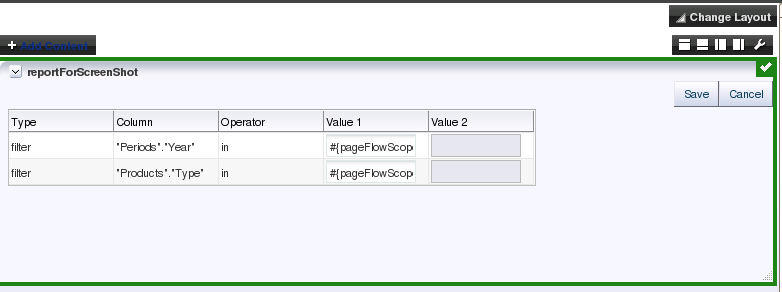 Change Layout
+ Add Content
reportForScreenShot
Save Cancel
Type Column Operator Value 1 Value 2
filter "Periods"."Year" in #{pageFlowScop
filter "Products"."Type" in #{pageFlowScop